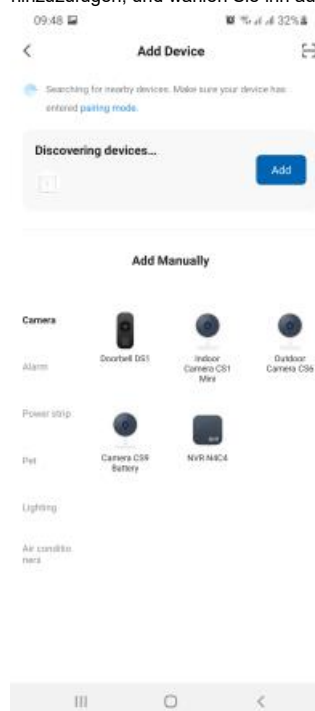 hinzuzufügen, und wählen Sie ihn au
09:48 32%
Add Device
Searching for nearby devices. Make sure your device has
entered pairing mode.
Discovering devices...
Add
Add Manually
Camera
Doorbell DS1
Indoor
Camera CS1
Mini
Outdoor
Camera CS6
Alarm
Power strip
Camera CS9
Battery
NVR N4C4
Pet
Lighting
Air conditio
ners